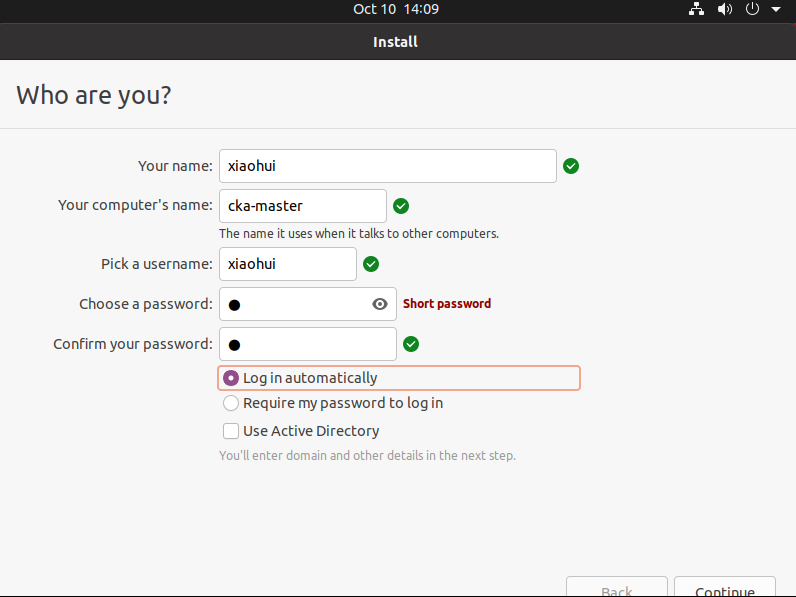 Oct 10 14:09
Install
Who are you?
Your name: xiaohui
Your computer's name: cka-master
The name it uses when it talks to other computers.
Pick a username: xiaohui
Choose a password: ● Short password
Confirm your password: ●
Log in automatically
Require my password to log in
Use Active Directory
You'll enter domain and other details in the next step.
Back Continue